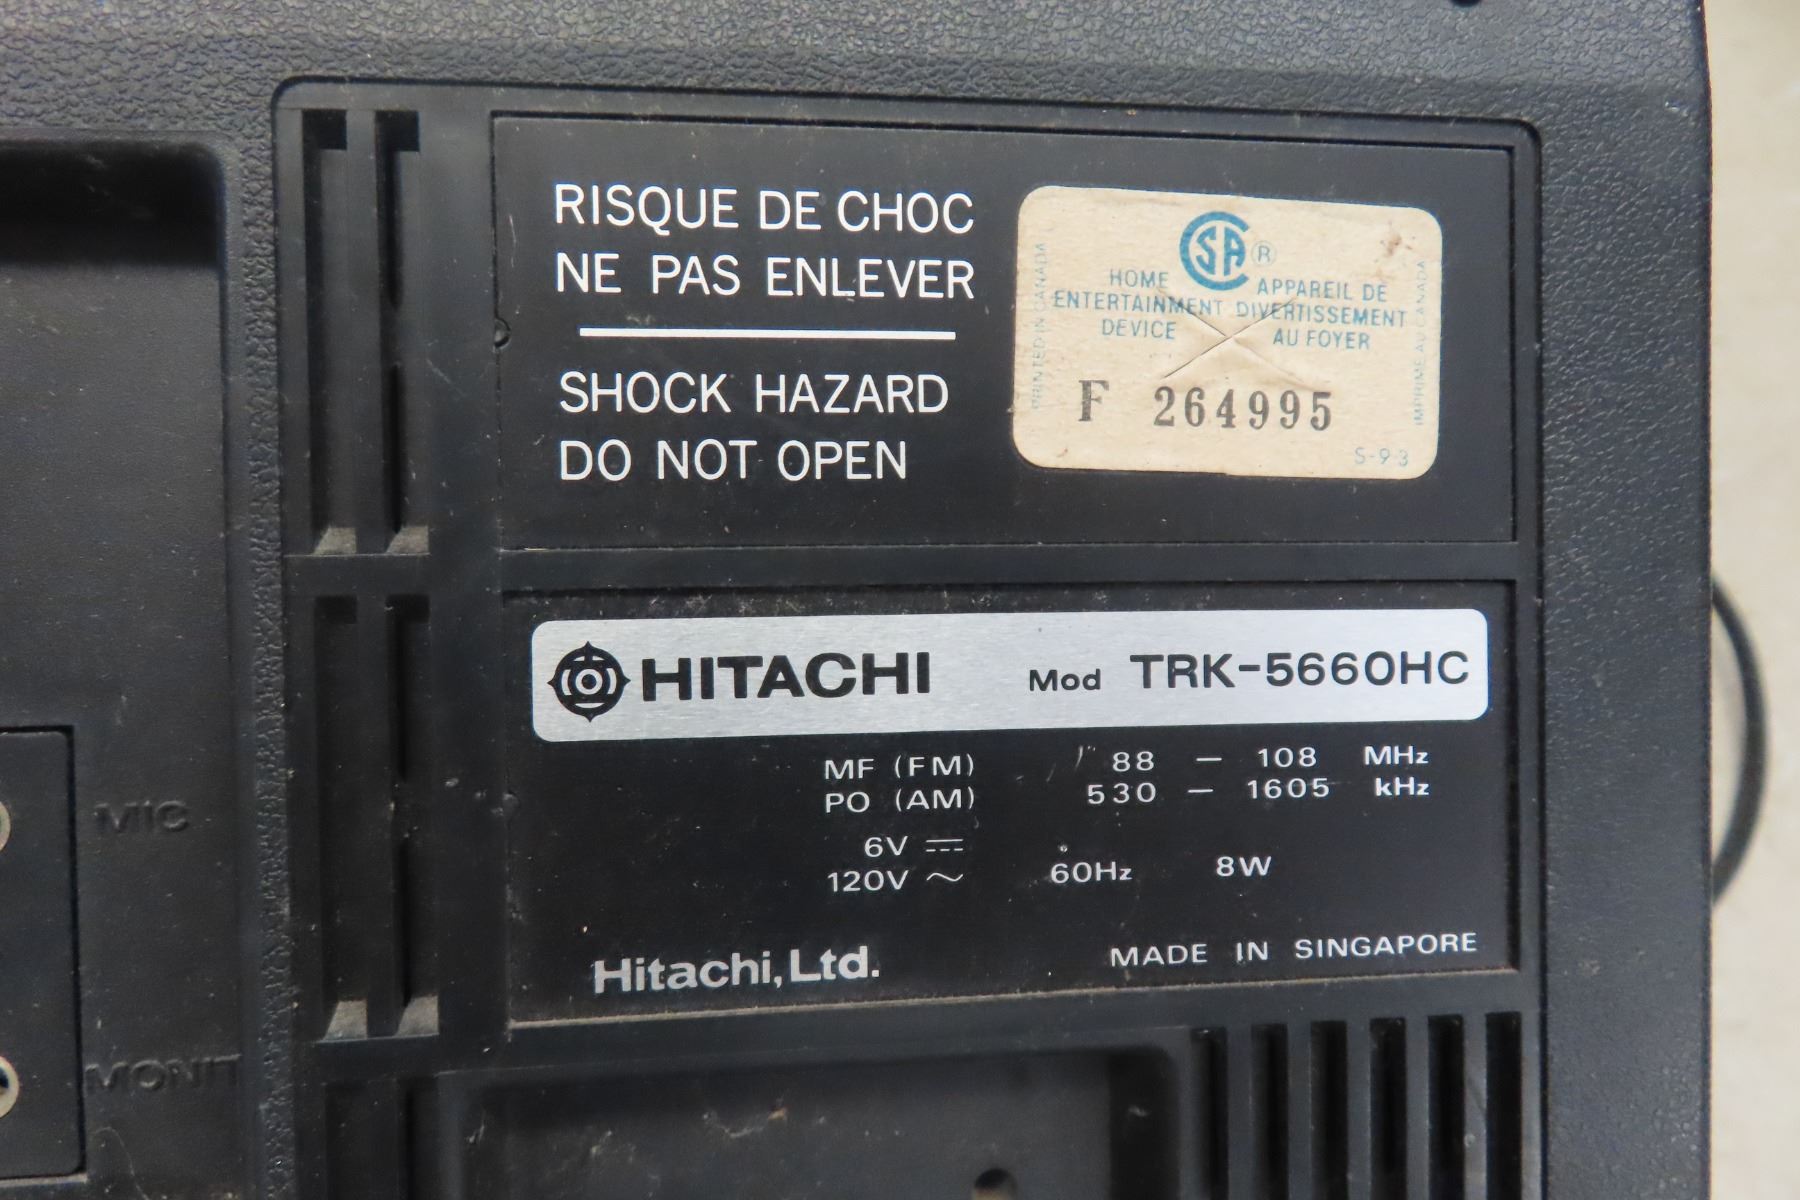 RISQUE DE CHOC
NE PAS ENLEVER
SHOCK HAZARD
DO NOT OPEN
CSA ®
HOME
ENTERTAINMENT
DEVICE
APPAREIL DE
DIVERTISSEMENT
AU FOYER
PRINTED IN CANADA
IMPRIMÉ AU CANADA
F 264995
S-93
HITACHI Mod TRK-5660HC
MF (FM) 88 — 108 MHz
PO (AM) 530 — 1605 kHz
6V ⎓
120V ～ 60Hz 8W
Hitachi, Ltd. MADE IN SINGAPORE
MIC
MONIT